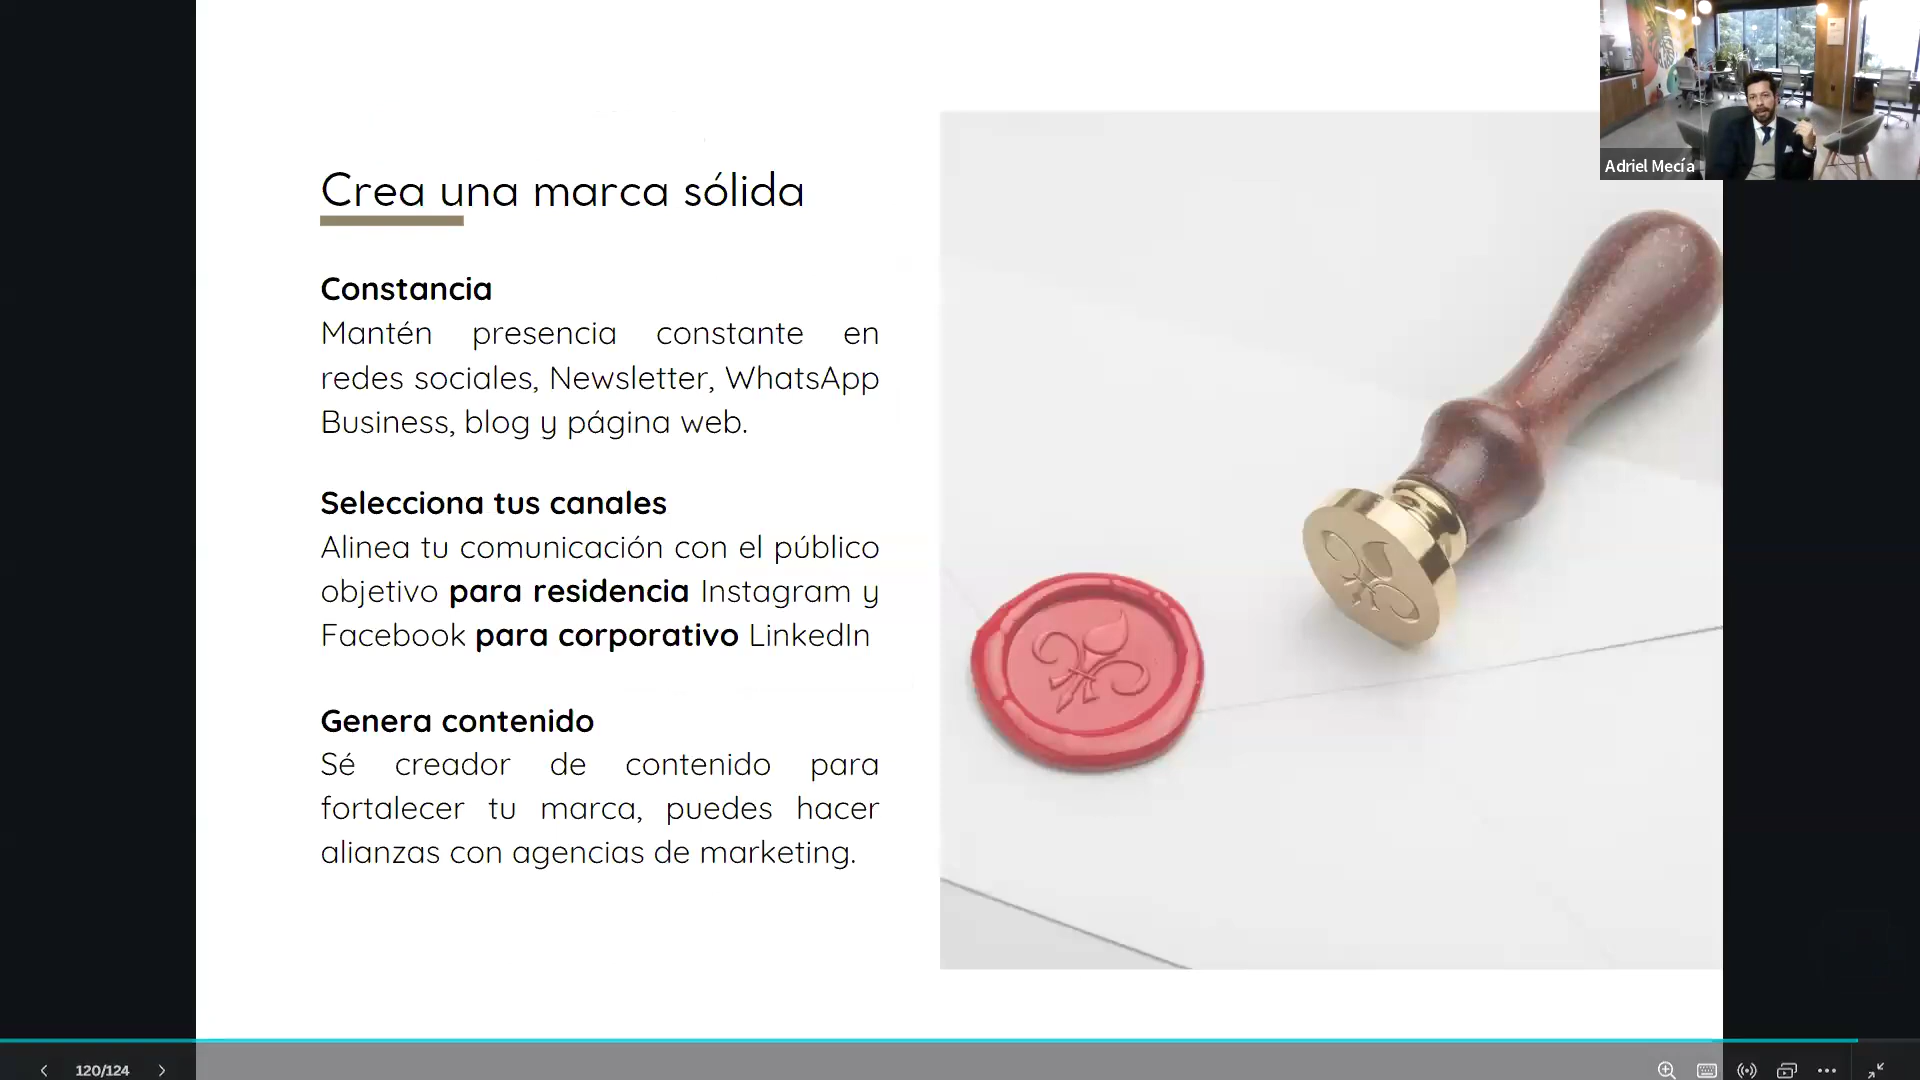 Adriel Mecía
Crea una marca sólida
Constancia
Mantén presencia constante en
redes sociales, Newsletter, WhatsApp
Business, blog y página web.
Selecciona tus canales
Alinea tu comunicación con el público
objetivo para residencia Instagram y
Facebook para corporativo LinkedIn
Genera contenido
Sé creador de contenido para
fortalecer tu marca, puedes hacer
alianzas con agencias de marketing.
120/124